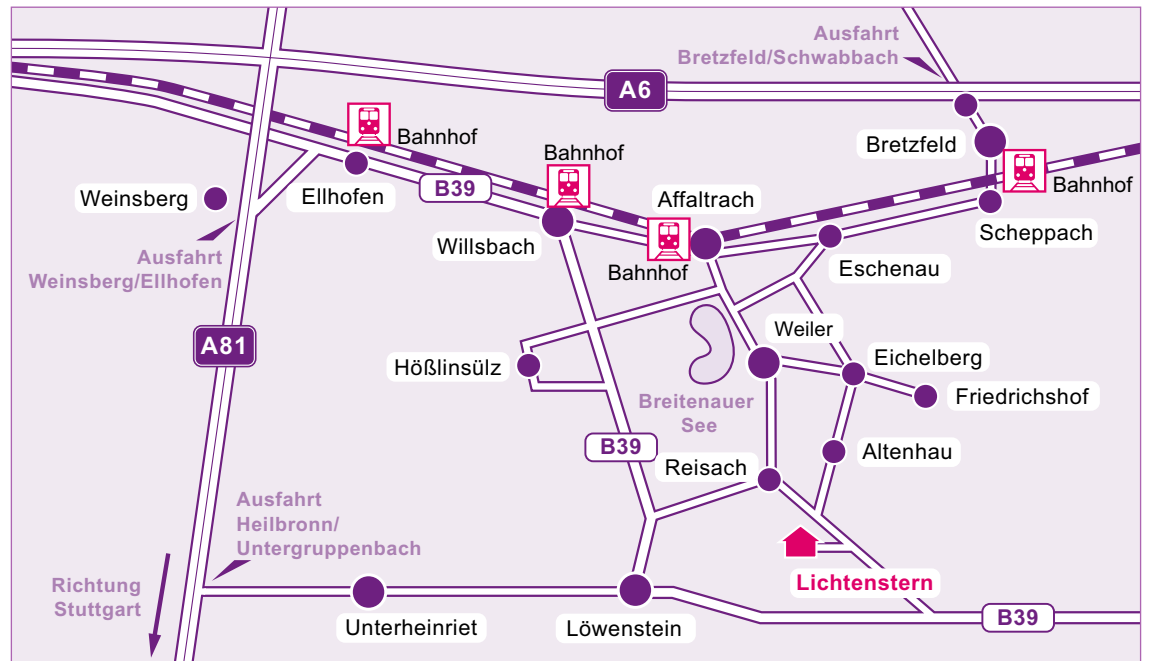 Ausfahrt
Bretzfeld/Schwabbach
A6
Bahnhof
Bretzfeld
Bahnhof
Bahnhof
Weinsberg
Ellhofen
B39
Affaltrach
Willsbach
Scheppach
Ausfahrt
Weinsberg/Ellhofen
Bahnhof
Eschenau
A81
Weiler
Eichelberg
Hößlinsülz
Friedrichshof
Breitenauer
See
B39
Altenhau
Reisach
Ausfahrt
Heilbronn/
Untergruppenbach
Richtung
Stuttgart
Lichtenstern
B39
Unterheinriet
Löwenstein